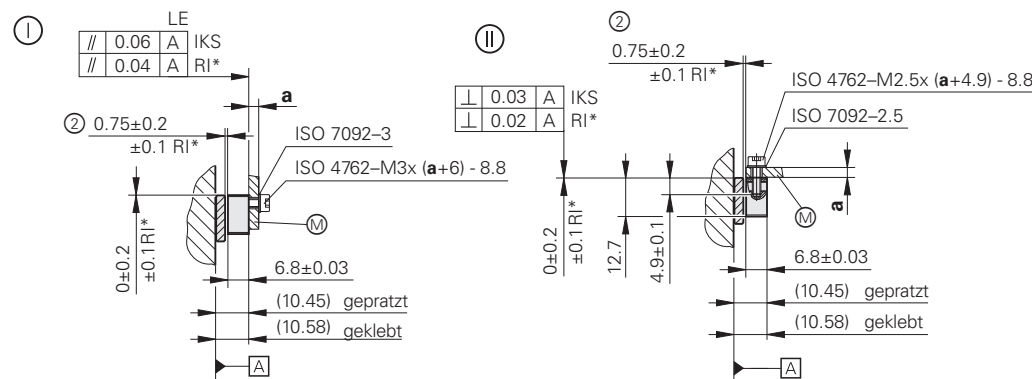 I
LE
// 0.06 A IKS
// 0.04 A RI*
a
② 0.75±0.2
±0.1 RI*
ISO 7092–3
ISO 4762–M3x (a+6) - 8.8
M
0±0.2
±0.1RI*
6.8±0.03
(10.45) gepratzt
(10.58) geklebt
A
II
②
0.75±0.2
±0.1 RI*
⊥ 0.03 A IKS
⊥ 0.02 A RI*
ISO 4762–M2.5x (a+4.9) - 8.8
ISO 7092–2.5
a
M
0±0.2
±0.1RI*
12.7
4.9±0.1
6.8±0.03
(10.45) gepratzt
(10.58) geklebt
A